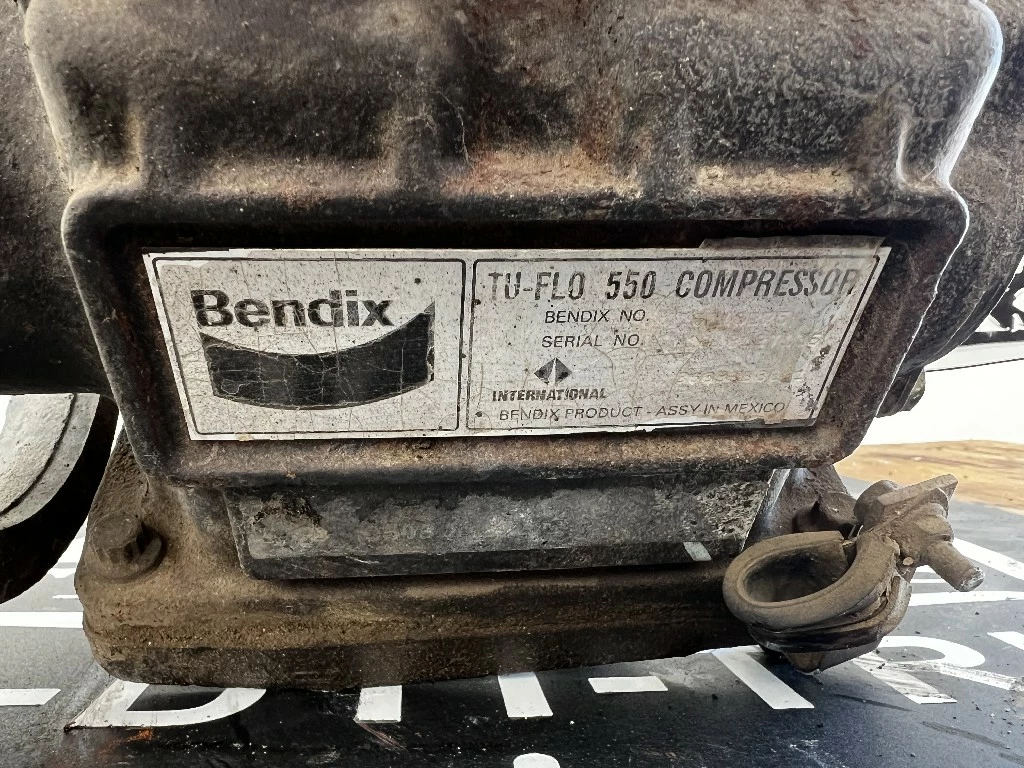 Bendix
TU-FLO 550 COMPRESSOR
BENDIX NO.
SERIAL NO.
INTERNATIONAL
BENDIX PRODUCT - ASSY IN MEXICO